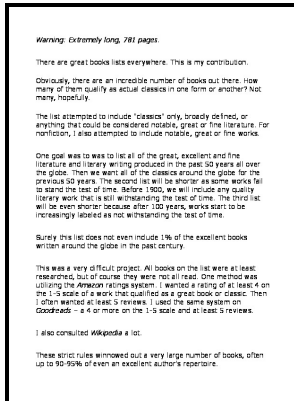 Warning: Extremely long, 781 pages.
There are great books lists everywhere. This is my contribution.
Obviously, there are an incredible number of books out there. How
many of them qualify as actual classics in one form or another? Not
many, hopefully.
The list attempted to include "classics" only, broadly defined, or
anything that could be considered notable, great or fine literature. For
nonfiction, I also attempted to include notable, great or fine works.
One goal was to was to list all of the great, excellent and fine
literature and literary writing produced in the past 50 years all over
the globe. Then we want all of the classics around the globe for the
previous 50 years. The second list will be shorter as some works fail
to stand the test of time. Before 1900, we will include any quality
literary work that is still withstanding the test of time. The third list
will be even shorter because after 100 years, works start to be
increasingly labeled as not withstanding the test of time.
Surely this list does not even include 1% of the excellent books
written around the globe in the past century.
This was a very difficult project. All books on the list were at least
researched, but of course they were not all read. One method was
utilizing the Amazon ratings system. I wanted a rating of at least 4 on
the 1-5 scale of a work that qualified as a great book or classic. Then
I often wanted at least 5 reviews. I used the same system on
Goodreads – a 4 or more on the 1-5 scale and at least 5 reviews.
I also consulted Wikipedia a lot.
These strict rules winnowed out a very large number of books, often
up to 90-95% of even an excellent author's repertoire.